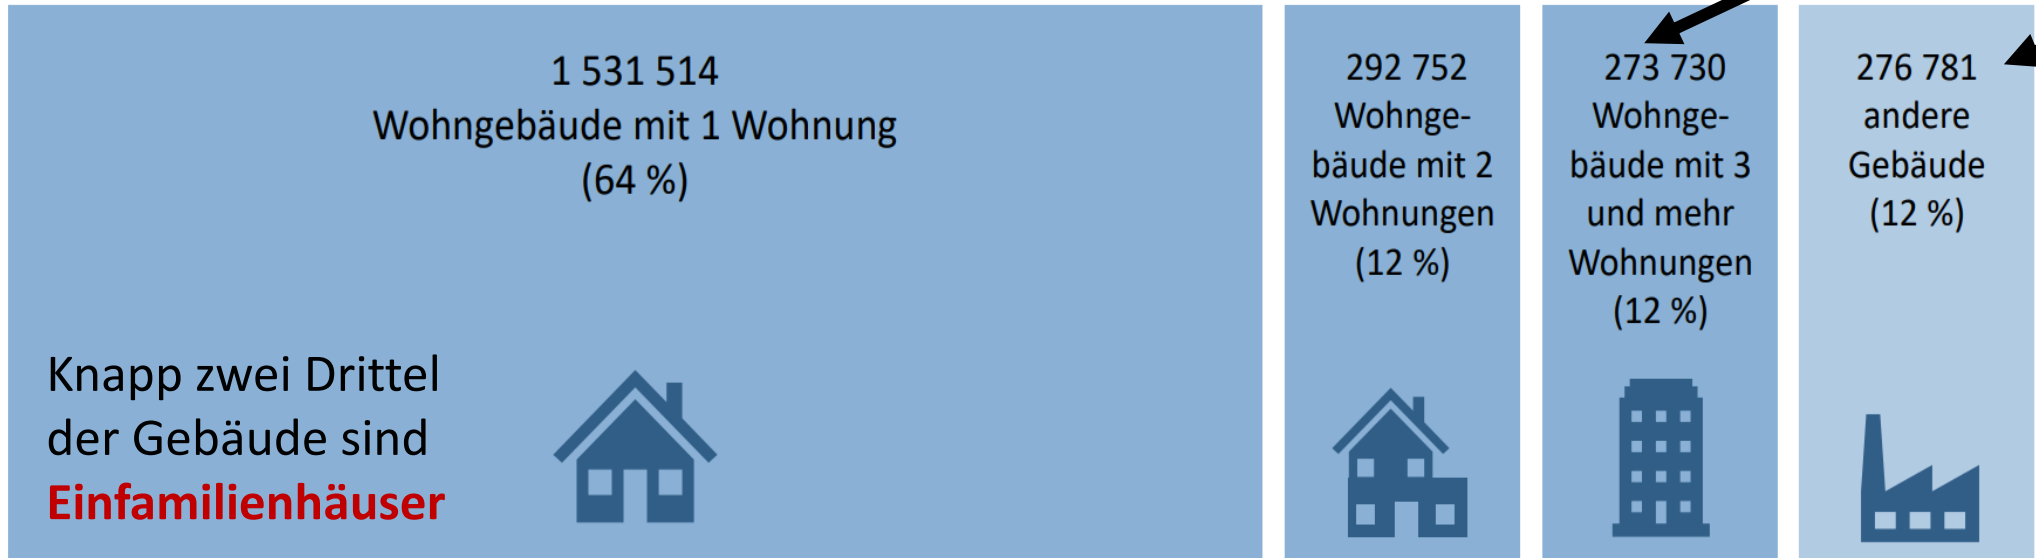 1 531 514
Wohngebäude mit 1 Wohnung
(64 %)
Knapp zwei Drittel
der Gebäude sind
Einfamilienhäuser
292 752
Wohnge-
bäude mit 2
Wohnungen
(12 %)
273 730
Wohnge-
bäude mit 3
und mehr
Wohnungen
(12 %)
276 781
andere
Gebäude
(12 %)